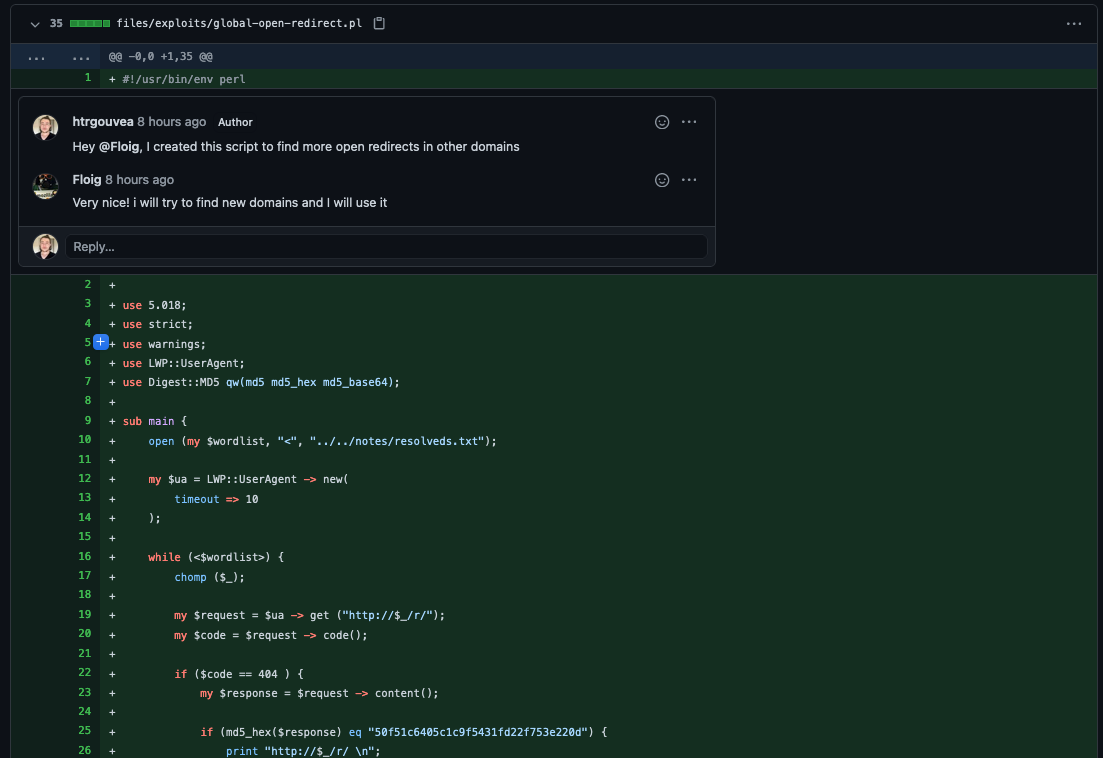 35 files/exploits/global-open-redirect.pl
... ... @@ -0,0 +1,35 @@
1 + #!/usr/bin/env perl
htrgouvea 8 hours ago Author
Hey @Floig, I created this script to find more open redirects in other domains
Floig 8 hours ago
Very nice! i will try to find new domains and I will use it
Reply...
2 +
3 + use 5.018;
4 + use strict;
5 + use warnings;
6 + use LWP::UserAgent;
7 + use Digest::MD5 qw(md5 md5_hex md5_base64);
8 +
9 + sub main {
10 + open (my $wordlist, "<", "../../notes/resolveds.txt");
11 +
12 + my $ua = LWP::UserAgent -> new(
13 + timeout => 10
14 + );
15 +
16 + while (<$wordlist>) {
17 + chomp ($_);
18 +
19 + my $request = $ua -> get ("http://$_/r/");
20 + my $code = $request -> code();
21 +
22 + if ($code == 404 ) {
23 + my $response = $request -> content();
24 +
25 + if (md5_hex($response) eq "50f51c6405c1c9f5431fd22f753e220d") {
26 + print "http://$_/r/ \n";